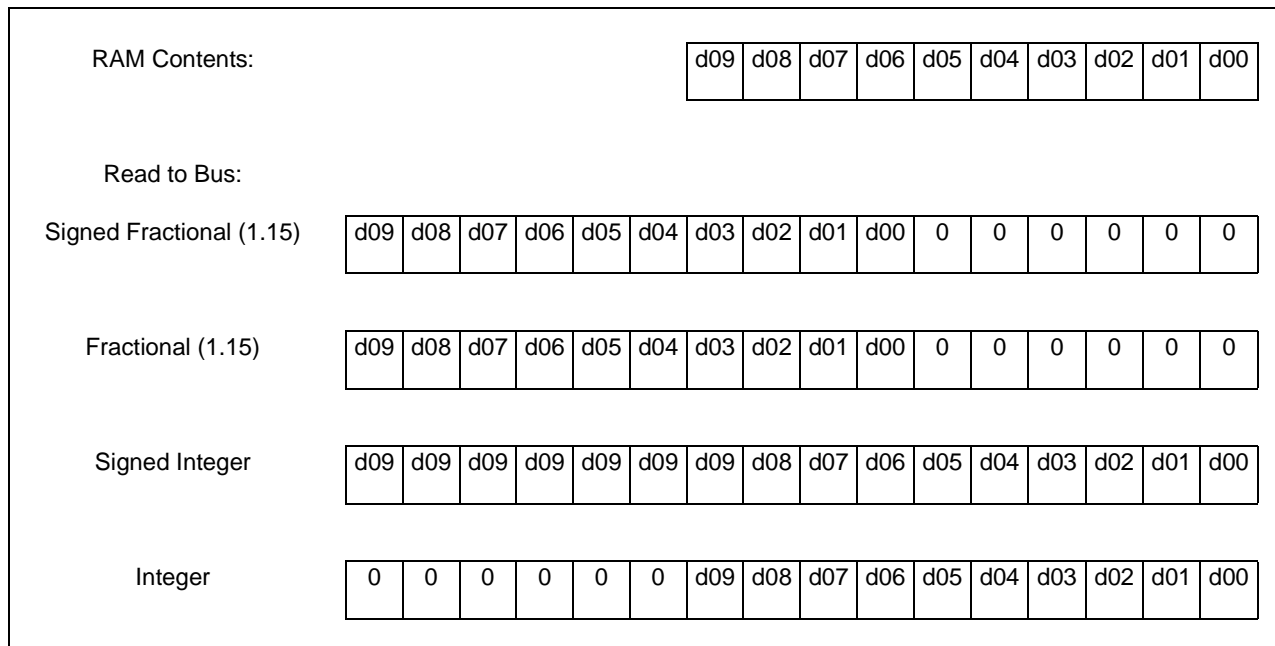 RAM Contents: d09 d08 d07 d06 d05 d04 d03 d02 d01 d00
Read to Bus:
Signed Fractional (1.15) d09 d08 d07 d06 d05 d04 d03 d02 d01 d00 0 0 0 0 0 0
Fractional (1.15) d09 d08 d07 d06 d05 d04 d03 d02 d01 d00 0 0 0 0 0 0
Signed Integer d09 d09 d09 d09 d09 d09 d09 d08 d07 d06 d05 d04 d03 d02 d01 d00
Integer 0 0 0 0 0 0 d09 d08 d07 d06 d05 d04 d03 d02 d01 d00